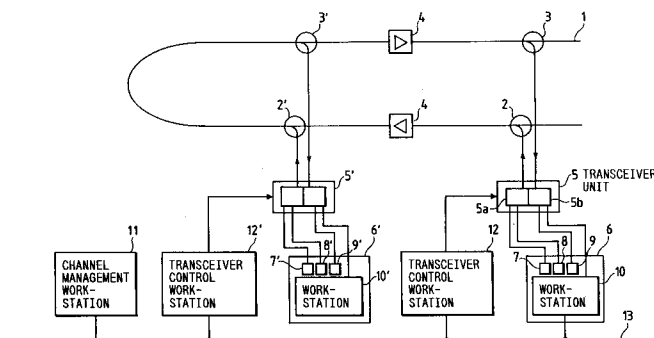 3'
4
3
1
2'
4
2
5'
5 TRANSCEIVER
UNIT
5a
5b
11
12'
6'
12
6
7'
8'
9'
7
8
9
10'
10
CHANNEL
MANAGEMENT
WORK-
STATION
TRANSCEIVER
CONTROL
WORK-
STATION
WORK-
STATION
TRANSCEIVER
CONTROL
WORK-
STATION
WORK-
STATION
13